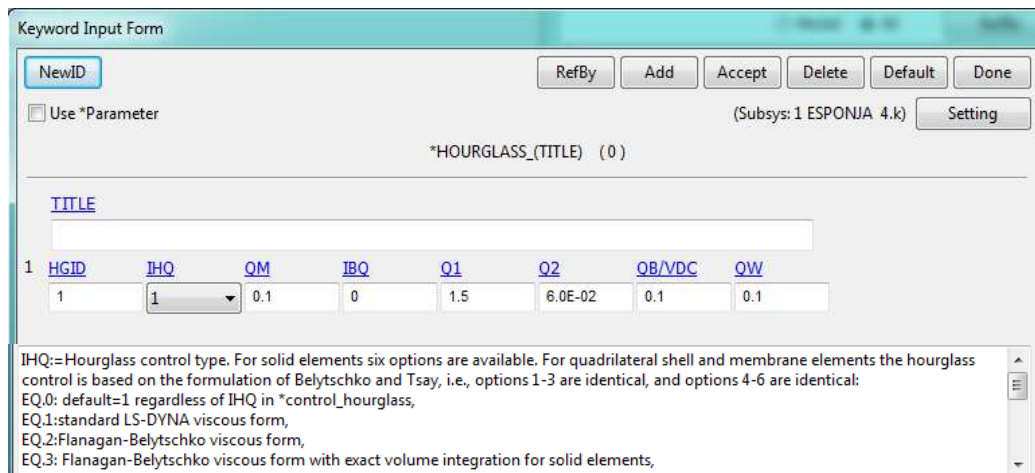 Keyword Input Form
NewID RefBy Add Accept Delete Default Done
Use *Parameter (Subsys: 1 ESPONJA 4.k) Setting
*HOURGLASS_(TITLE) (0)
TITLE
1 HGID IHQ QM IBQ Q1 Q2 QB/VDC QW
1 1 0.1 0 1.5 6.0E-02 0.1 0.1
IHQ:=Hourglass control type. For solid elements six options are available. For quadrilateral shell and membrane elements the hourglass
control is based on the formulation of Belytschko and Tsay, i.e., options 1-3 are identical, and options 4-6 are identical:
EQ.0: default=1 regardless of IHQ in *control_hourglass,
EQ.1:standard LS-DYNA viscous form,
EQ.2:Flanagan-Belytschko viscous form,
EQ.3: Flanagan-Belytschko viscous form with exact volume integration for solid elements,